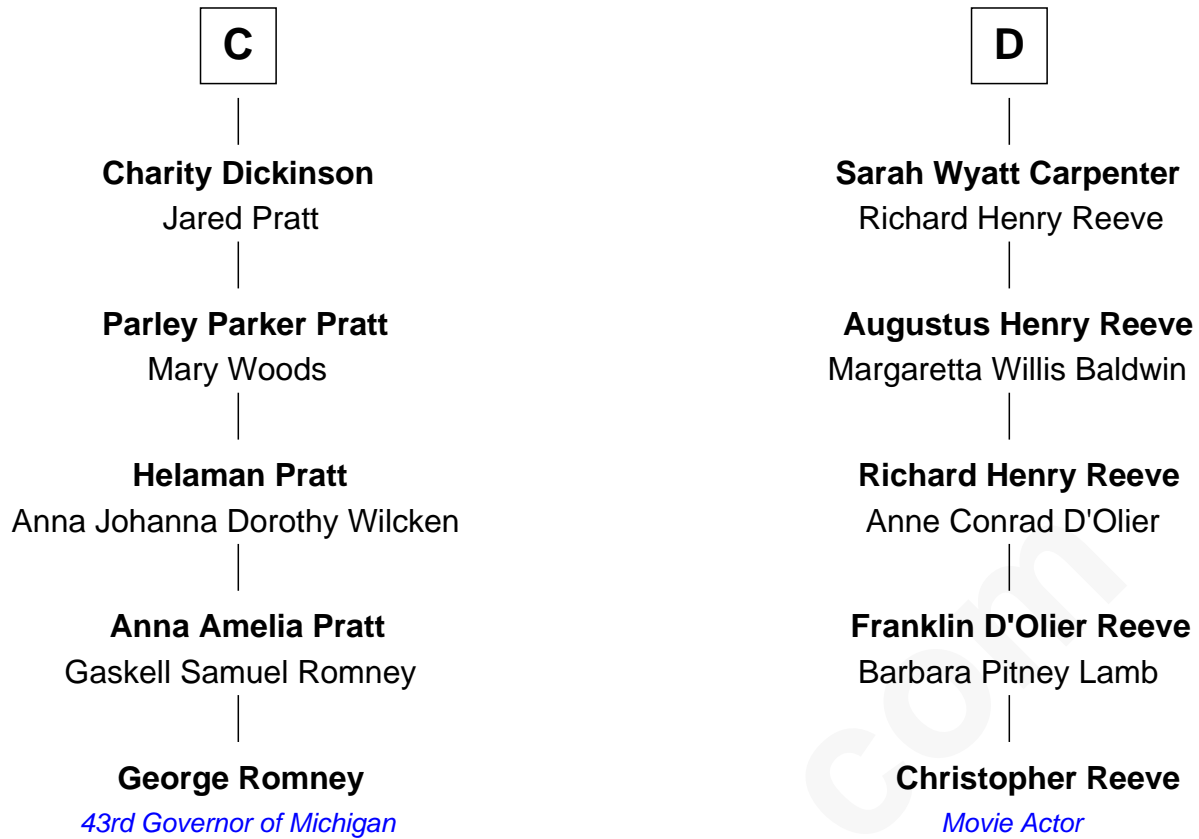 C
Charity Dickinson
Jared Pratt
Parley Parker Pratt
Mary Woods
Helaman Pratt
Anna Johanna Dorothy Wilcken
Anna Amelia Pratt
Gaskell Samuel Romney
George Romney
43rd Governor of Michigan
D
Sarah Wyatt Carpenter
Richard Henry Reeve
Augustus Henry Reeve
Margaretta Willis Baldwin
Richard Henry Reeve
Anne Conrad D'Olier
Franklin D'Olier Reeve
Barbara Pitney Lamb
Christopher Reeve
Movie Actor
com